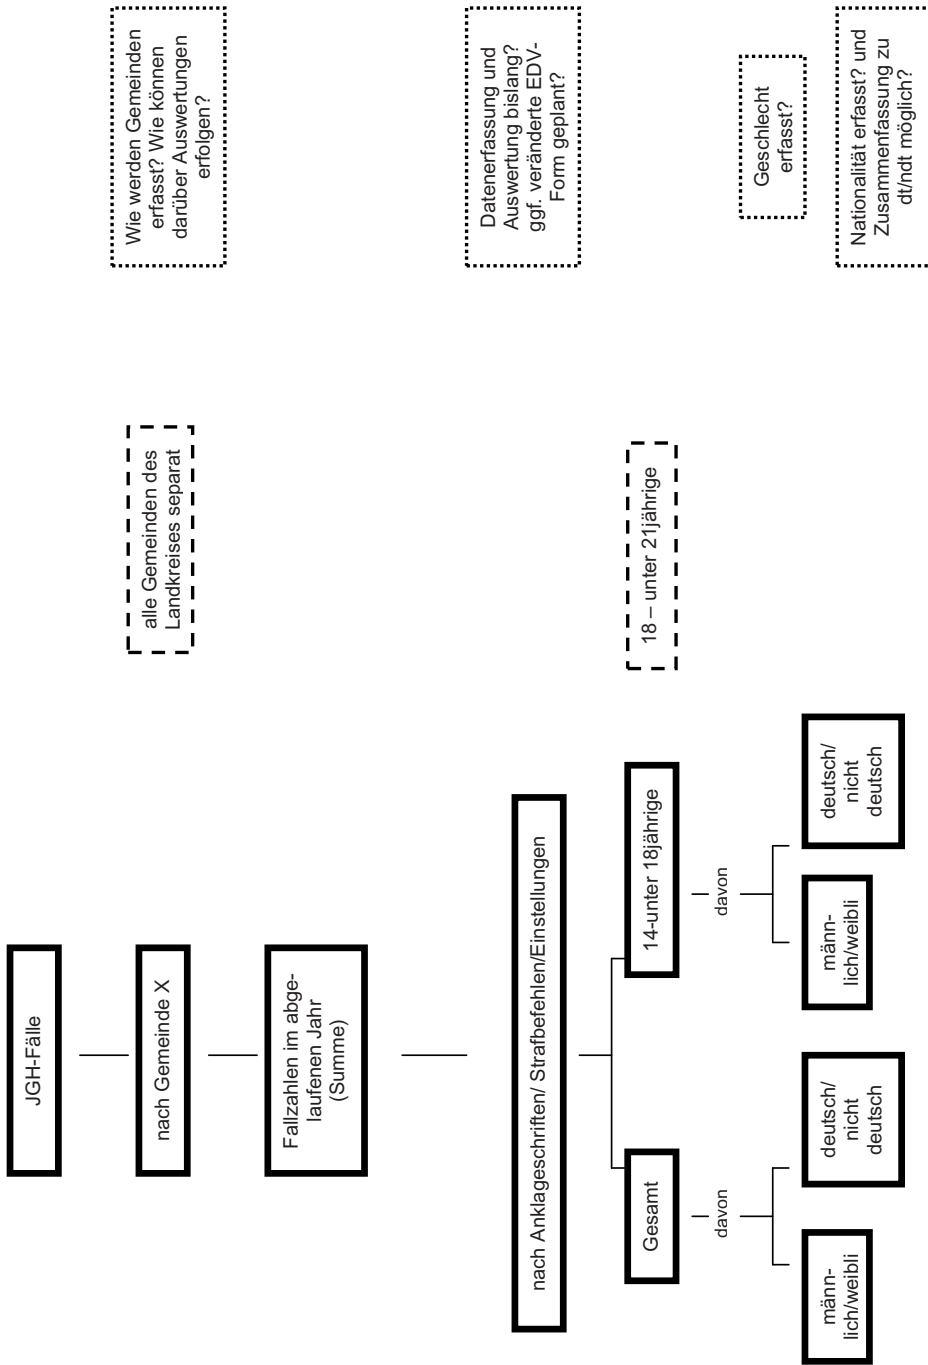 JGH-Fälle
nach Gemeinde X
Fallzahlen im abge-
laufenen Jahr
(Summe)
nach Anklageschriften/ Strafbefehlen/Einstellungen
Gesamt
davon
männ-
lich/weibli
deutsch/
nicht
deutsch
14-unter 18jährige
davon
männ-
lich/weibli
deutsch/
nicht
deutsch
alle Gemeinden des
Landkreises separat
18 – unter 21jährige
Wie werden Gemeinden
erfasst? Wie können
darüber Auswertungen
erfolgen?
Datenerfassung und
Auswertung bislang?
ggf. veränderte EDV-
Form geplant?
Geschlecht
erfasst?
Nationalität erfasst? und
Zusammenfassung zu
dt/ndt möglich?